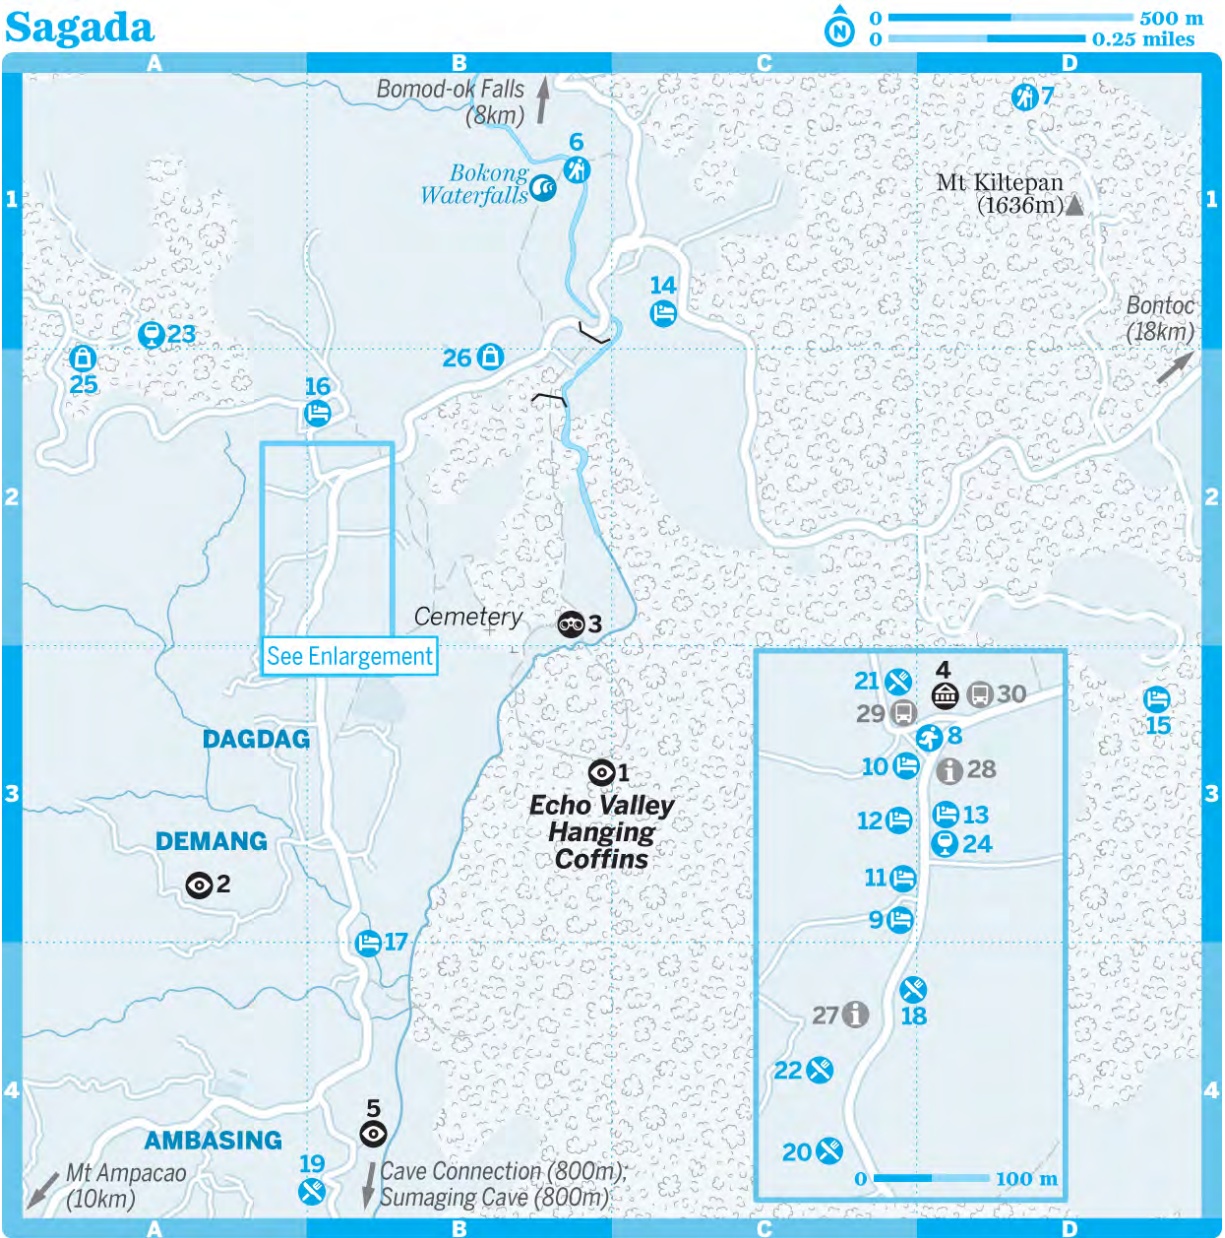 Sagada
N
0 500 m
0 0.25 miles
A B C D
Bomod-ok Falls
(8km)
7
6
Bokong
Waterfalls
Mt Kiltepan
(1636m)
1 1
14
Bontoc
(18km)
23
26
25
16
2 2
Cemetery
3
See Enlargement
21
4
30
29
15
DAGDAG
8
10
28
1
3 3
Echo Valley
Hanging
Coffins
12
13
DEMANG
24
2
11
9
17
27
18
22
4 4
5
AMBASING
20
19
Mt Ampacao
(10km)
Cave Connection (800m);
Sumaging Cave (800m)
0 100 m
A B C D